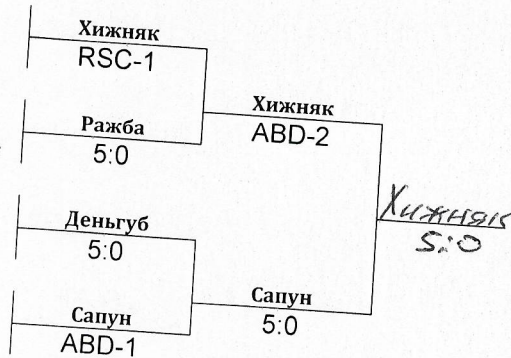 Хижняк
RSC-1
Ражба
5:0
Хижняк
ABD-2
Деньгуб
5:0
Сапун
ABD-1
Сапун
5:0
Хижняк
5:0